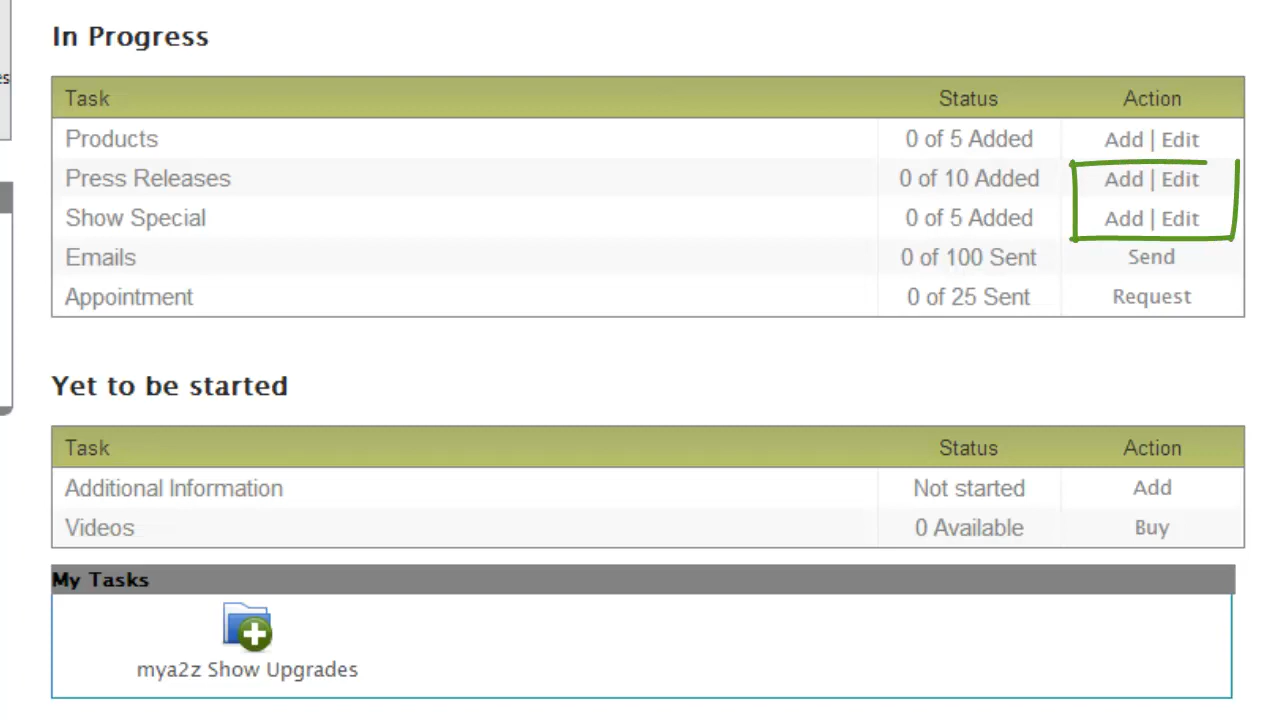 In Progress
Task Status Action
Products 0 of 5 Added Add | Edit
Press Releases 0 of 10 Added Add | Edit
Show Special 0 of 5 Added Add | Edit
Emails 0 of 100 Sent Send
Appointment 0 of 25 Sent Request
Yet to be started
Task Status Action
Additional Information Not started Add
Videos 0 Available Buy
My Tasks
mya2z Show Upgrades